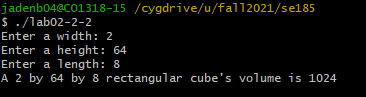 jadenb04@CO1318-15 /cygdrive/u/fall2021/se185
$ ./lab02-2-2
Enter a width: 2
Enter a height: 64
Enter a length: 8
A 2 by 64 by 8 rectangular cube's volume is 1024